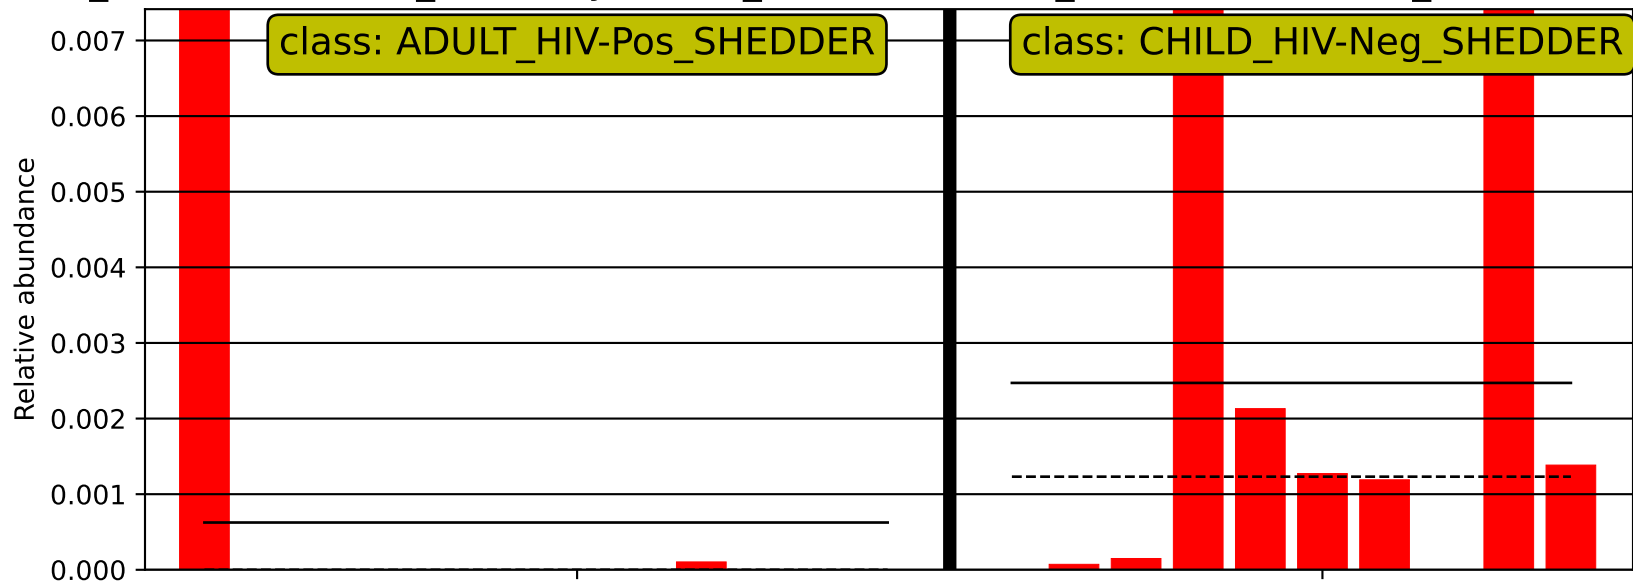 class: ADULT_HIV-Pos_SHEDDER
class: CHILD_HIV-Neg_SHEDDER
0.007
0.006
0.005
0.004
0.003
0.002
0.001
0.000
Relative abundance